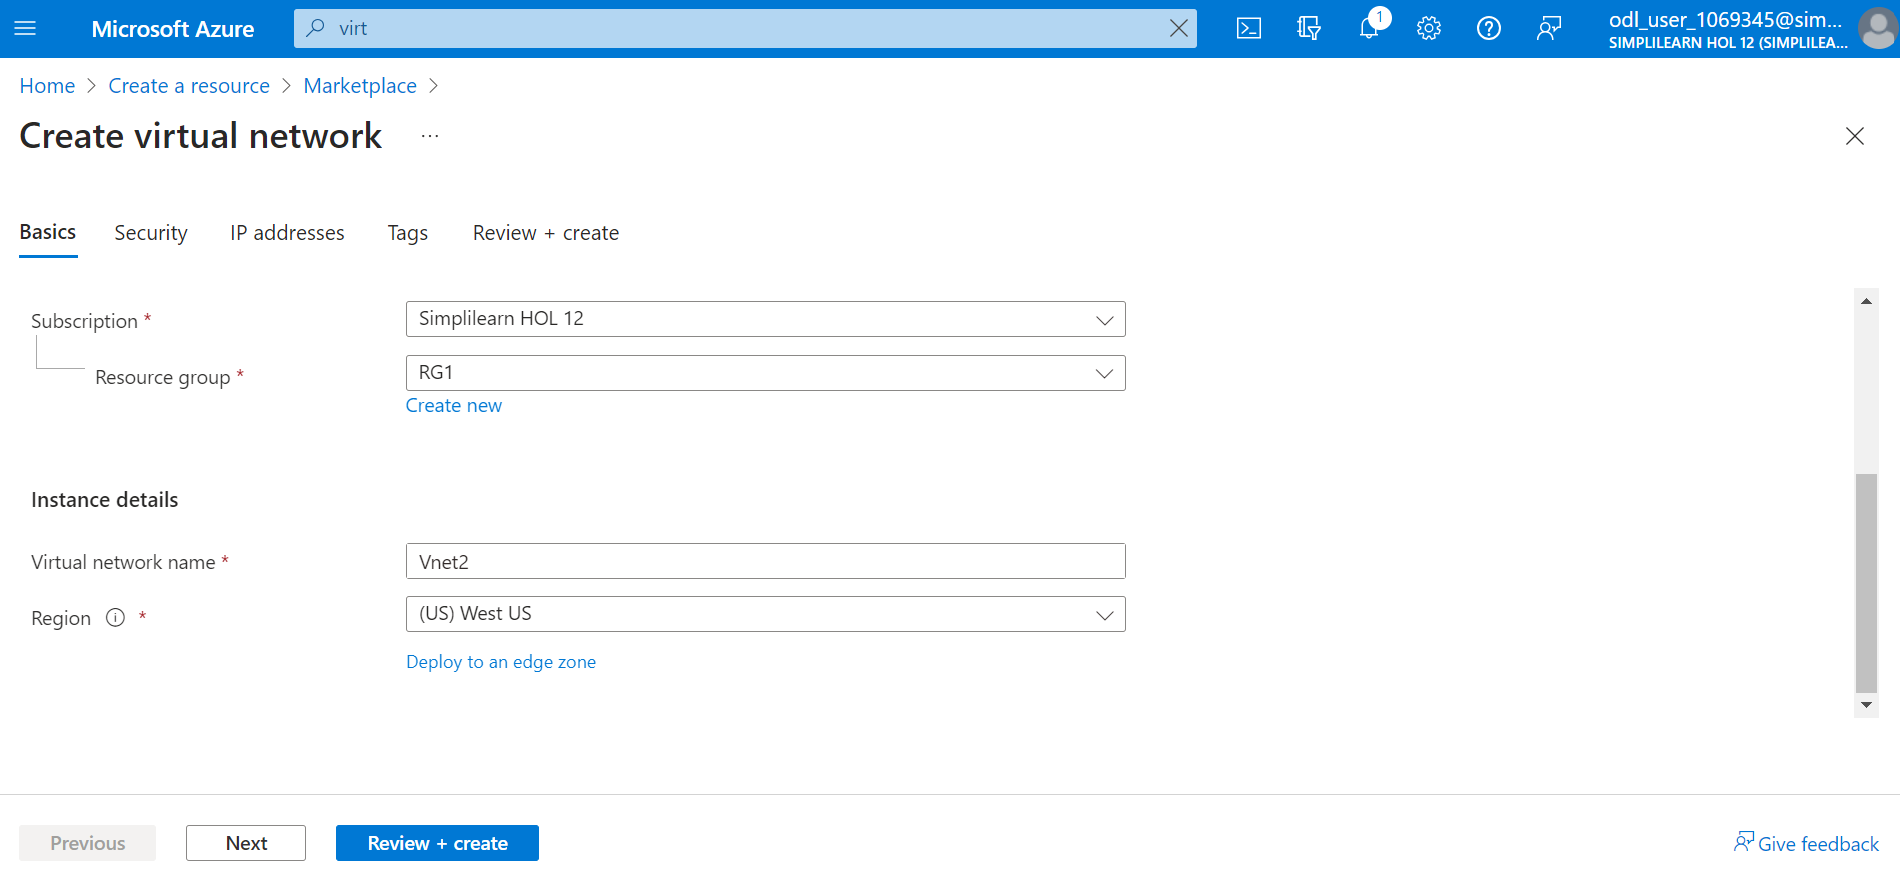 Microsoft Azure
virt
1
odl_user_1069345@sim...
SIMPLILEARN HOL 12 (SIMPLILEA...
Home > Create a resource > Marketplace >
Create virtual network ...
Basics Security IP addresses Tags Review + create
Subscription *
Simplilearn HOL 12
Resource group *
RG1
Create new
Instance details
Virtual network name *
Vnet2
Region *
(US) West US
Deploy to an edge zone
Previous Next Review + create Give feedback